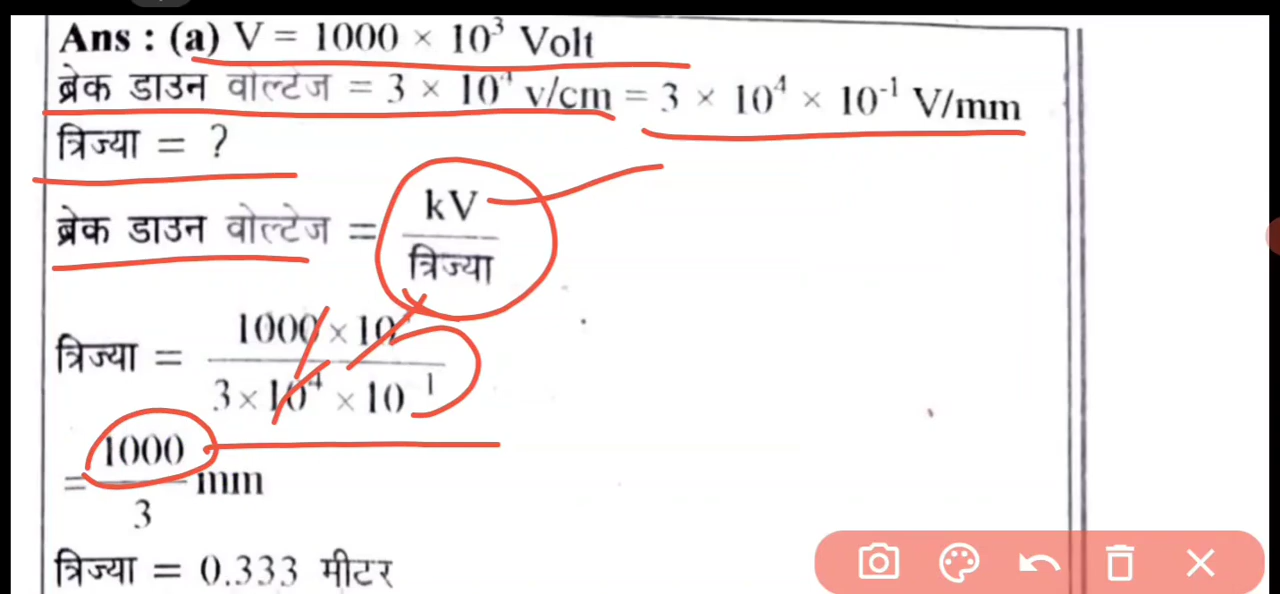 Ans : (a) V = 1000 × 10³ Volt
ब्रेक डाउन वोल्टेज = 3 × 10⁴ v/cm = 3 × 10⁴ × 10⁻¹ V/mm
त्रिज्या = ?
ब्रेक डाउन वोल्टेज = kV / त्रिज्या
त्रिज्या = 1000 × 10 / 3 × 10⁴ × 10⁻¹
= 1000 / 3 mm
त्रिज्या = 0.333 मीटर